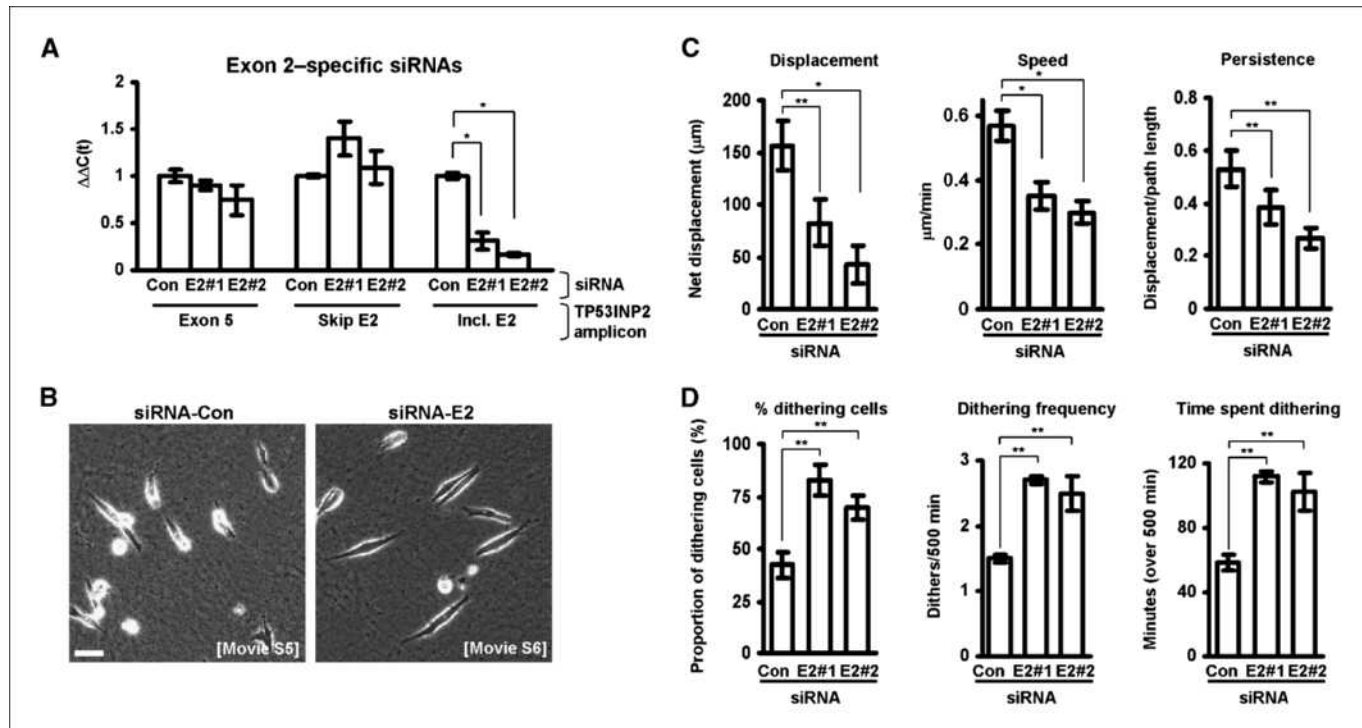 A
Exon 2–specific siRNAs
ΔΔC(t)
2
1.5
1
0.5
0
* *
Con E2#1 E2#2 Con E2#1 E2#2 Con E2#1 E2#2
siRNA
Exon 5 Skip E2 Incl. E2
TP53INP2
amplicon
B
siRNA-Con siRNA-E2
[Movie S5] [Movie S6]
C
Displacement
Net displacement (μm)
200
150
100
50
0
*
**
Con E2#1 E2#2
siRNA
Speed
μm/min
0.6
0.4
0.2
0
*
*
Con E2#1 E2#2
siRNA
Persistence
Displacement/path length
0.8
0.6
0.4
0.2
0
**
**
Con E2#1 E2#2
siRNA
D
% dithering cells
Proportion of dithering cells (%)
100
75
50
25
0
**
**
Con E2#1 E2#2
siRNA
Dithering frequency
Dithers/500 min
3
2
1
0
**
**
Con E2#1 E2#2
siRNA
Time spent dithering
Minutes (over 500 min)
120
90
60
30
0
**
**
Con E2#1 E2#2
siRNA